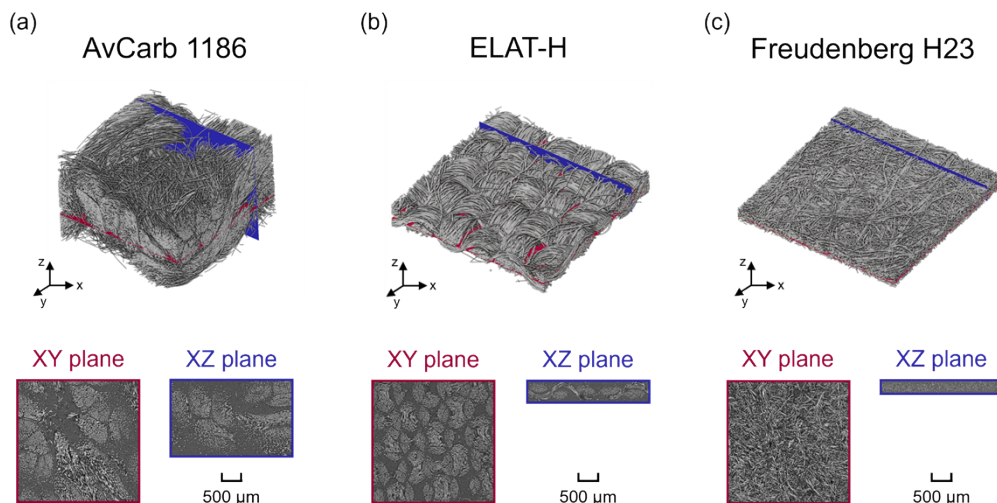 (a)
AvCarb 1186
z
x
y
XY plane
XZ plane
500 μm
(b)
ELAT-H
z
x
y
XY plane
XZ plane
500 μm
(c)
Freudenberg H23
z
x
y
XY plane
XZ plane
500 μm